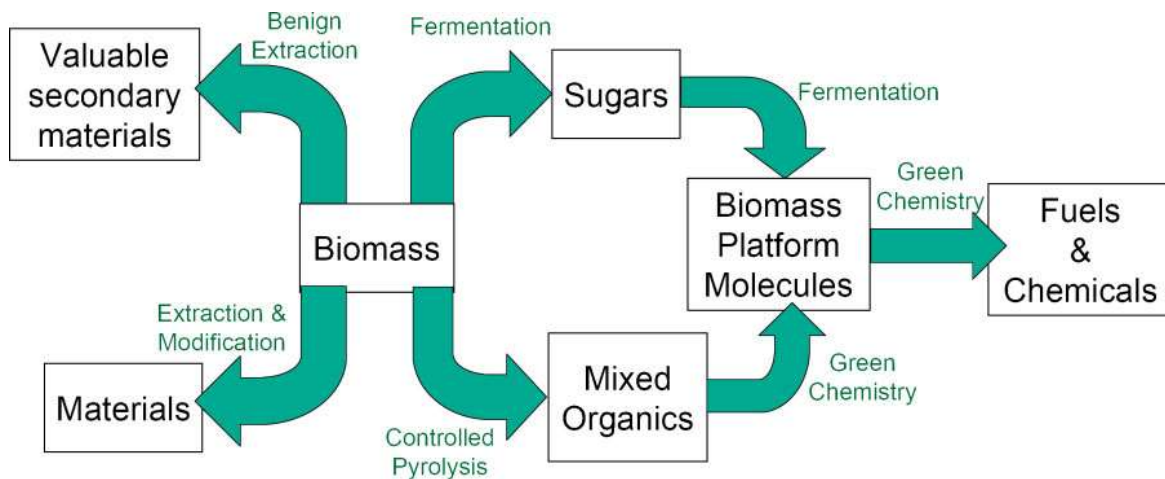 Valuable
secondary
materials
Benign
Extraction
Fermentation
Sugars
Fermentation
Biomass
Biomass
Platform
Molecules
Green
Chemistry
Fuels
&
Chemicals
Extraction &
Modification
Materials
Controlled
Pyrolysis
Mixed
Organics
Green
Chemistry